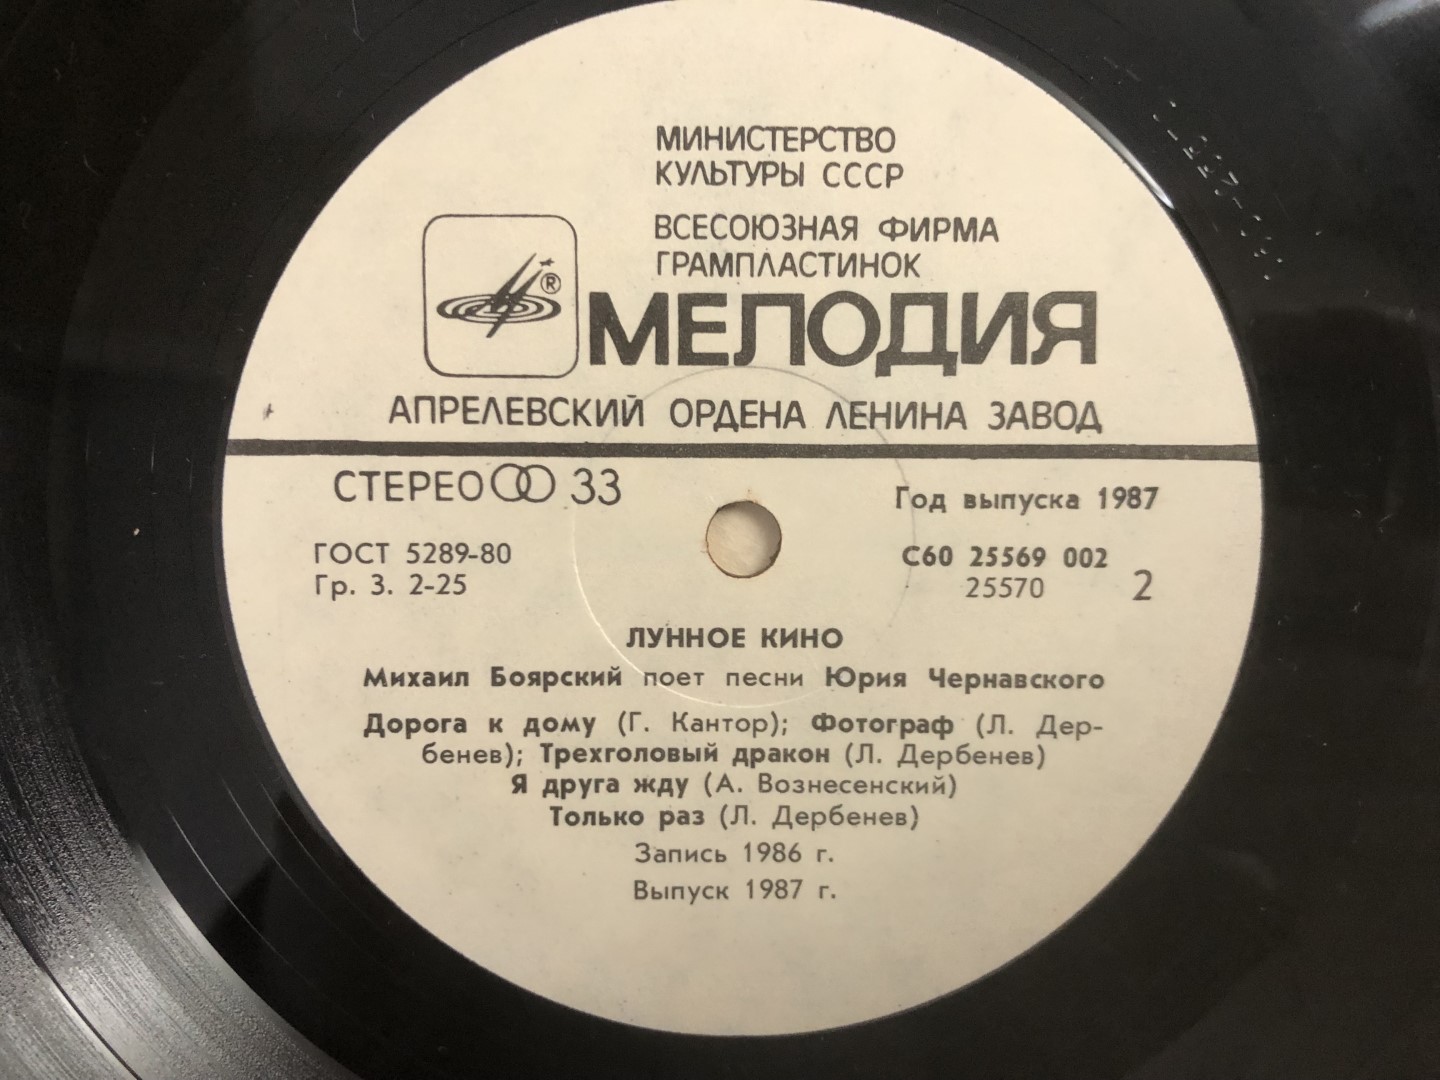 МИНИСТЕРСТВО
КУЛЬТУРЫ СССР
ВСЕСОЮЗНАЯ ФИРМА
ГРАМПЛАСТИНОК
®
МЕЛОДИЯ
АПРЕЛЕВСКИЙ ОРДЕНА ЛЕНИНА ЗАВОД
СТЕРЕО 33
Год выпуска 1987
ГОСТ 5289-80
Гр. 3. 2-25
С60 25569 002
25570
2
ЛУННОЕ КИНО
Михаил Боярский поет песни Юрия Чернавского
Дорога к дому (Г. Кантор); Фотограф (Л. Дер-
бенев); Трехголовый дракон (Л. Дербенев)
Я друга жду (А. Вознесенский)
Только раз (Л. Дербенев)
Запись 1986 г.
Выпуск 1987 г.